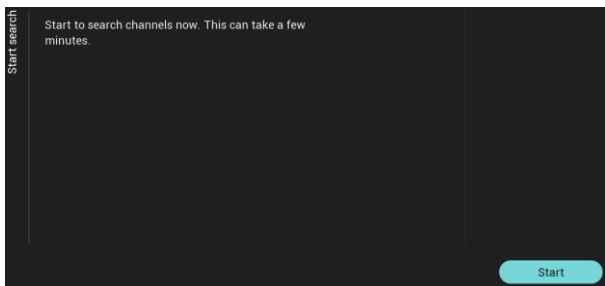 Start search
Start to search channels now. This can take a few
minutes.
Start